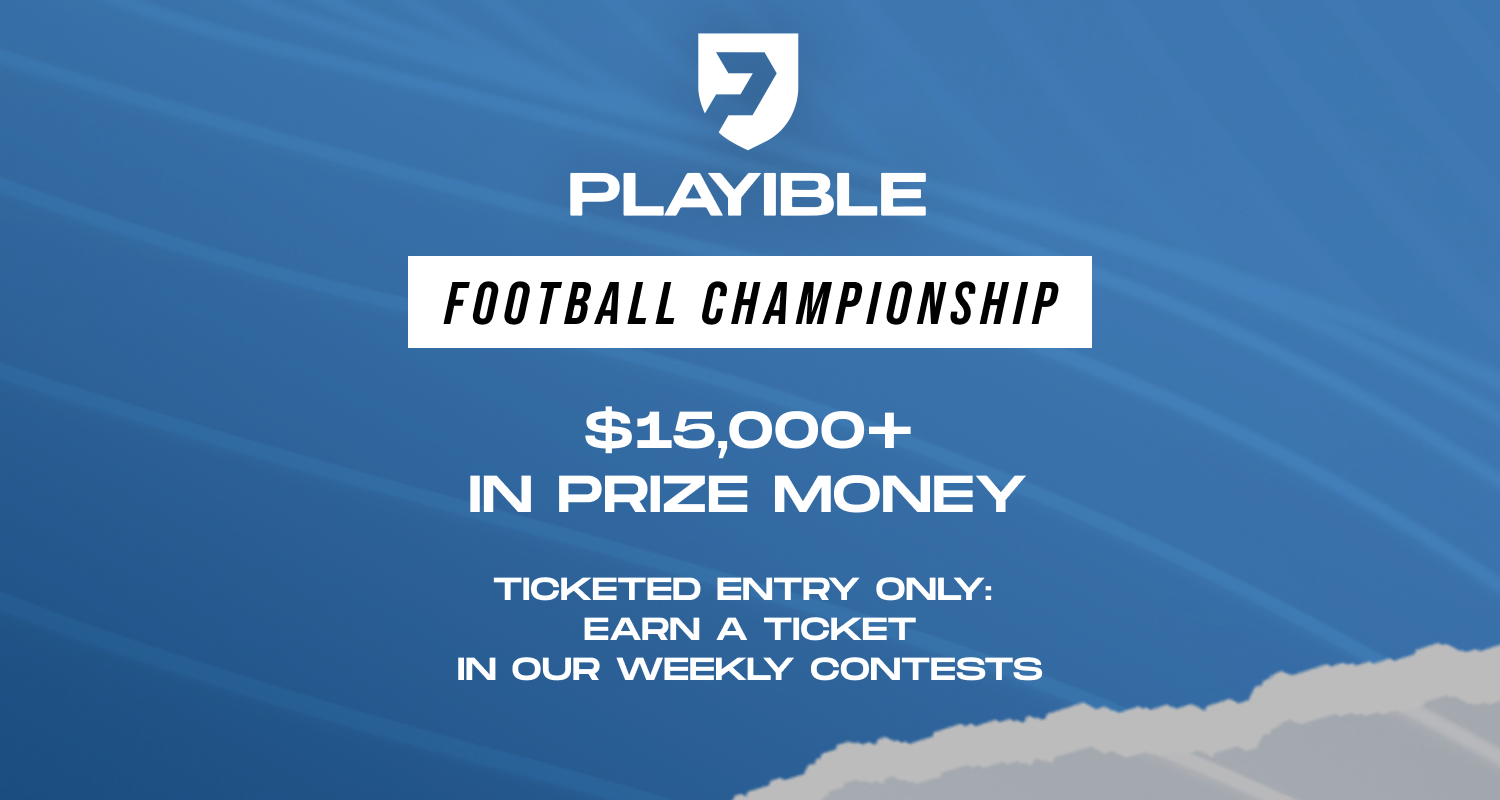 PLAYIBLE
FOOTBALL CHAMPIONSHIP
$15,000+
IN PRIZE MONEY
TICKETED ENTRY ONLY:
EARN A TICKET
IN OUR WEEKLY CONTESTS